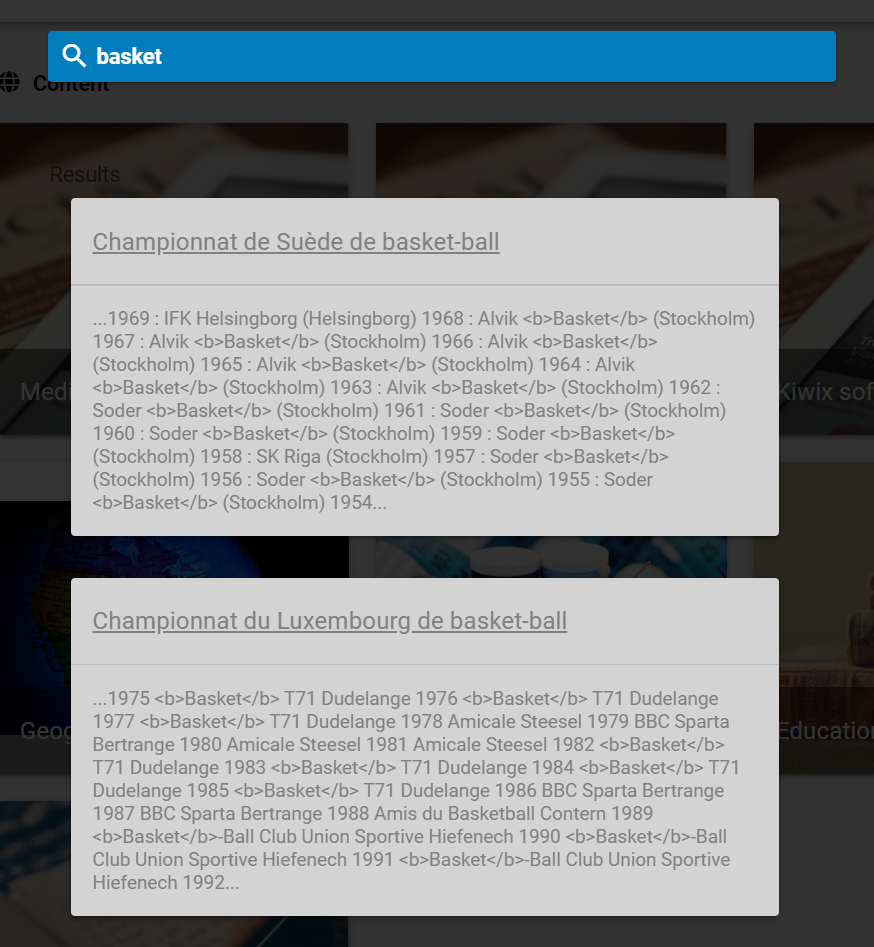 basket
Content
Results
Championnat de Suède de basket-ball
...1969 : IFK Helsingborg (Helsingborg) 1968 : Alvik <b>Basket</b> (Stockholm)
1967 : Alvik <b>Basket</b> (Stockholm) 1966 : Alvik <b>Basket</b>
(Stockholm) 1965 : Alvik <b>Basket</b> (Stockholm) 1964 : Alvik
<b>Basket</b> (Stockholm) 1963 : Alvik <b>Basket</b> (Stockholm) 1962 :
Soder <b>Basket</b> (Stockholm) 1961 : Soder <b>Basket</b> (Stockholm)
1960 : Soder <b>Basket</b> (Stockholm) 1959 : Soder <b>Basket</b>
(Stockholm) 1958 : SK Riga (Stockholm) 1957 : Soder <b>Basket</b>
(Stockholm) 1956 : Soder <b>Basket</b> (Stockholm) 1955 : Soder
<b>Basket</b> (Stockholm) 1954...
Medi
Kiwix sof
Championnat du Luxembourg de basket-ball
...1975 <b>Basket</b> T71 Dudelange 1976 <b>Basket</b> T71 Dudelange
1977 <b>Basket</b> T71 Dudelange 1978 Amicale Steesel 1979 BBC Sparta
Bertrange 1980 Amicale Steesel 1981 Amicale Steesel 1982 <b>Basket</b>
T71 Dudelange 1983 <b>Basket</b> T71 Dudelange 1984 <b>Basket</b> T71
Dudelange 1985 <b>Basket</b> T71 Dudelange 1986 BBC Sparta Bertrange
1987 BBC Sparta Bertrange 1988 Amis du Basketball Contern 1989
<b>Basket</b>-Ball Club Union Sportive Hiefenech 1990 <b>Basket</b>-Ball
Club Union Sportive Hiefenech 1991 <b>Basket</b>-Ball Club Union Sportive
Hiefenech 1992...
Geog
Education